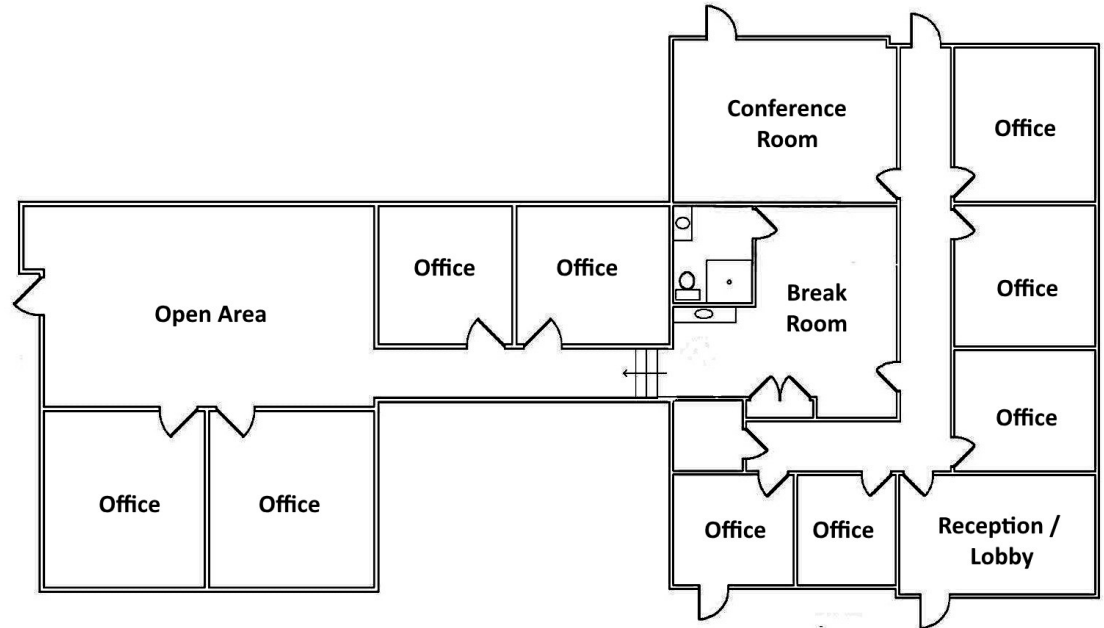 Conference
Room
Office
Office
Office
Open Area
Break
Room
Office
Office
Office
Office
Office
Office
Reception /
Lobby